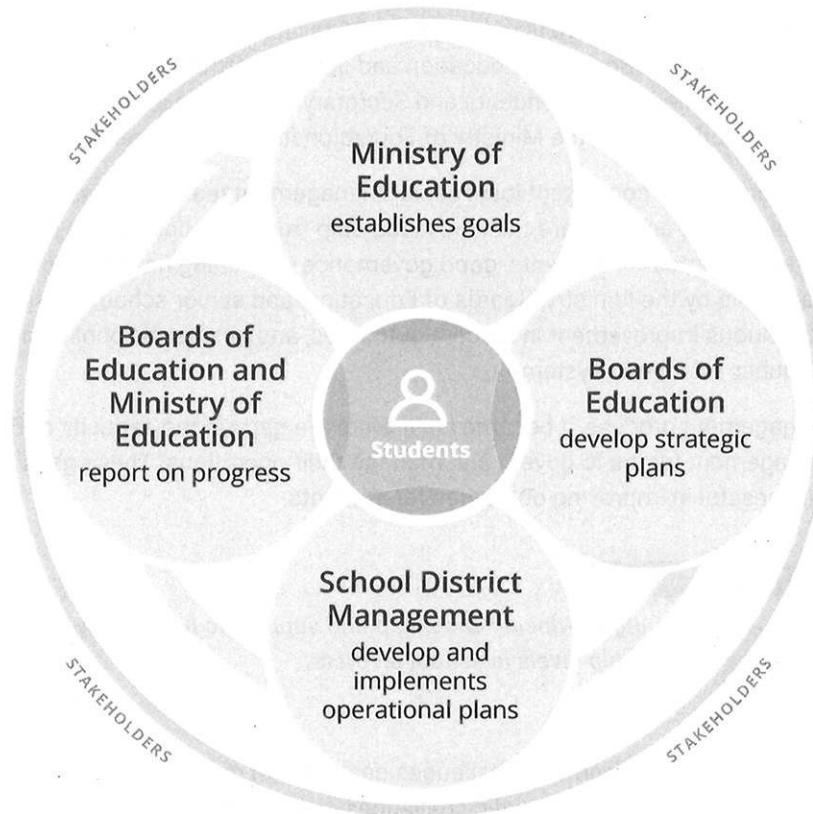 STAKEHOLDERS
STAKEHOLDERS
Ministry of
Education
establishes goals
Boards of
Education and
Ministry of
Education
report on progress
Students
Boards of
Education
develop strategic
plans
School District
Management
develop and
implements
operational plans
STAKEHOLDERS
STAKEHOLDERS